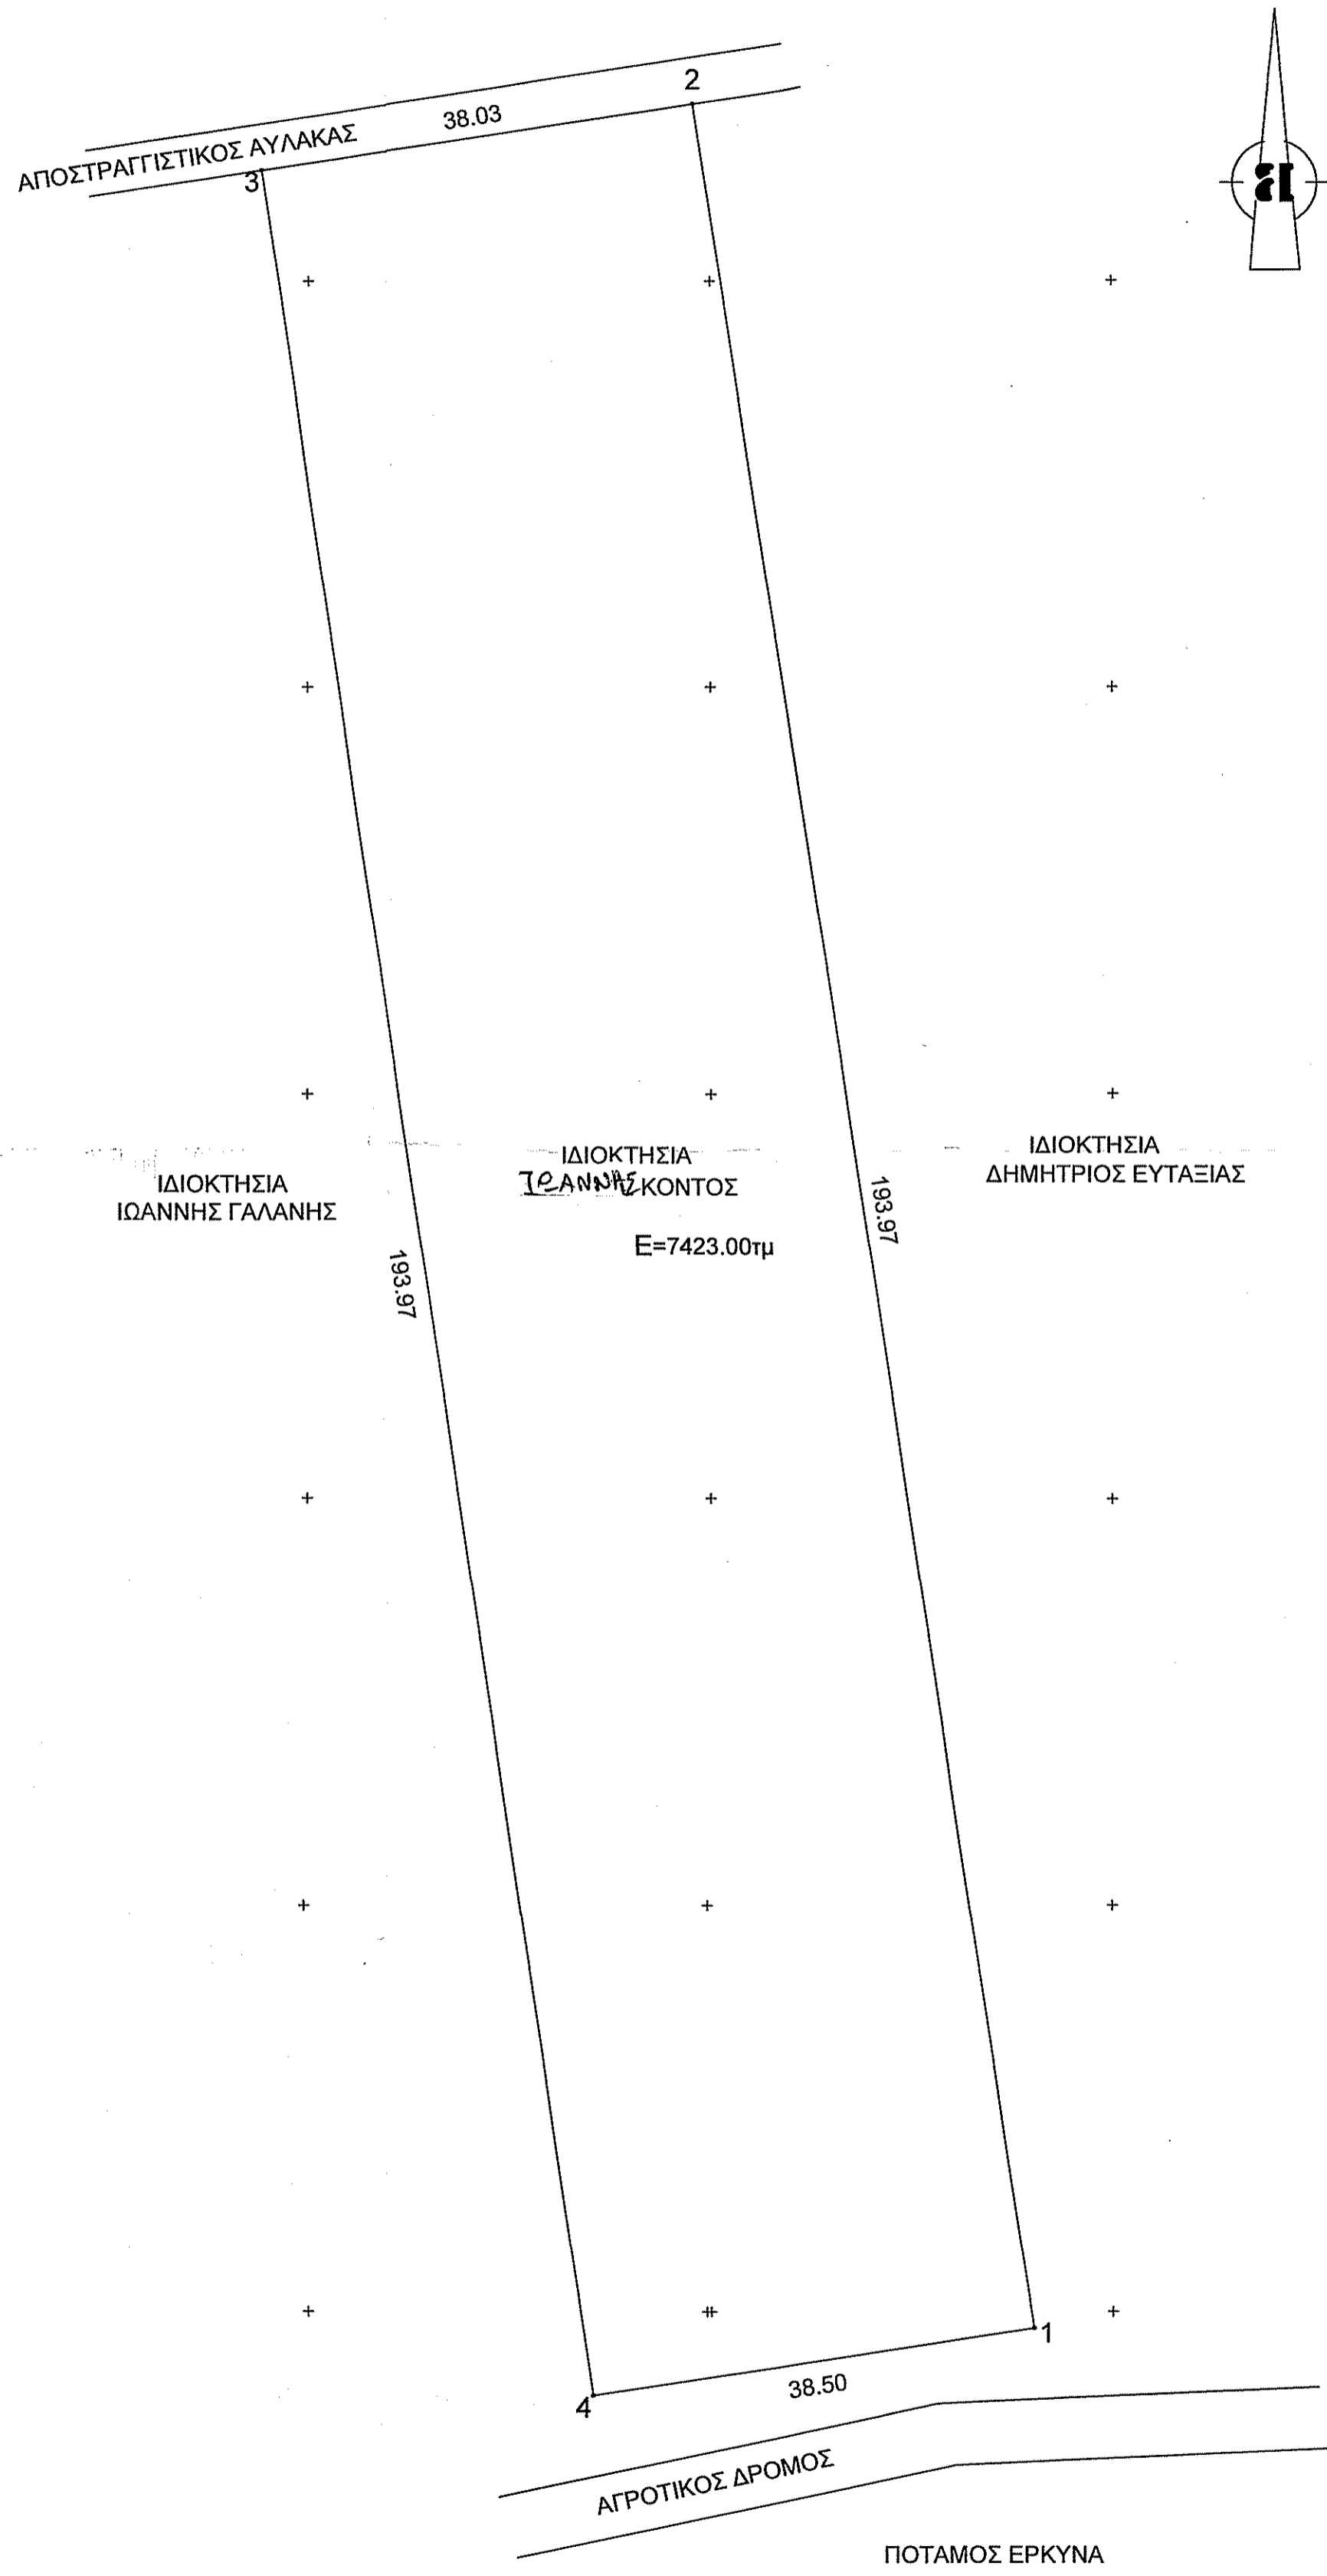 2
38.03
ΑΠΟΣΤΡΑΓΓΙΣΤΙΚΟΣ ΑΥΛΑΚΑΣ
3
ΙΔΙΟΚΤΗΣΙΑ
ΙΩΑΝΝΗΣ ΓΑΛΑΝΗΣ
ΙΔΙΟΚΤΗΣΙΑ
ΙΩΑΝΝΗΣ ΚΟΝΤΟΣ
Ε=7423.00τμ
ΙΔΙΟΚΤΗΣΙΑ
ΔΗΜΗΤΡΙΟΣ ΕΥΤΑΞΙΑΣ
193.97
193.97
1
38.50
4
ΑΓΡΟΤΙΚΟΣ ΔΡΟΜΟΣ
ΠΟΤΑΜΟΣ ΕΡΚΥΝΑ